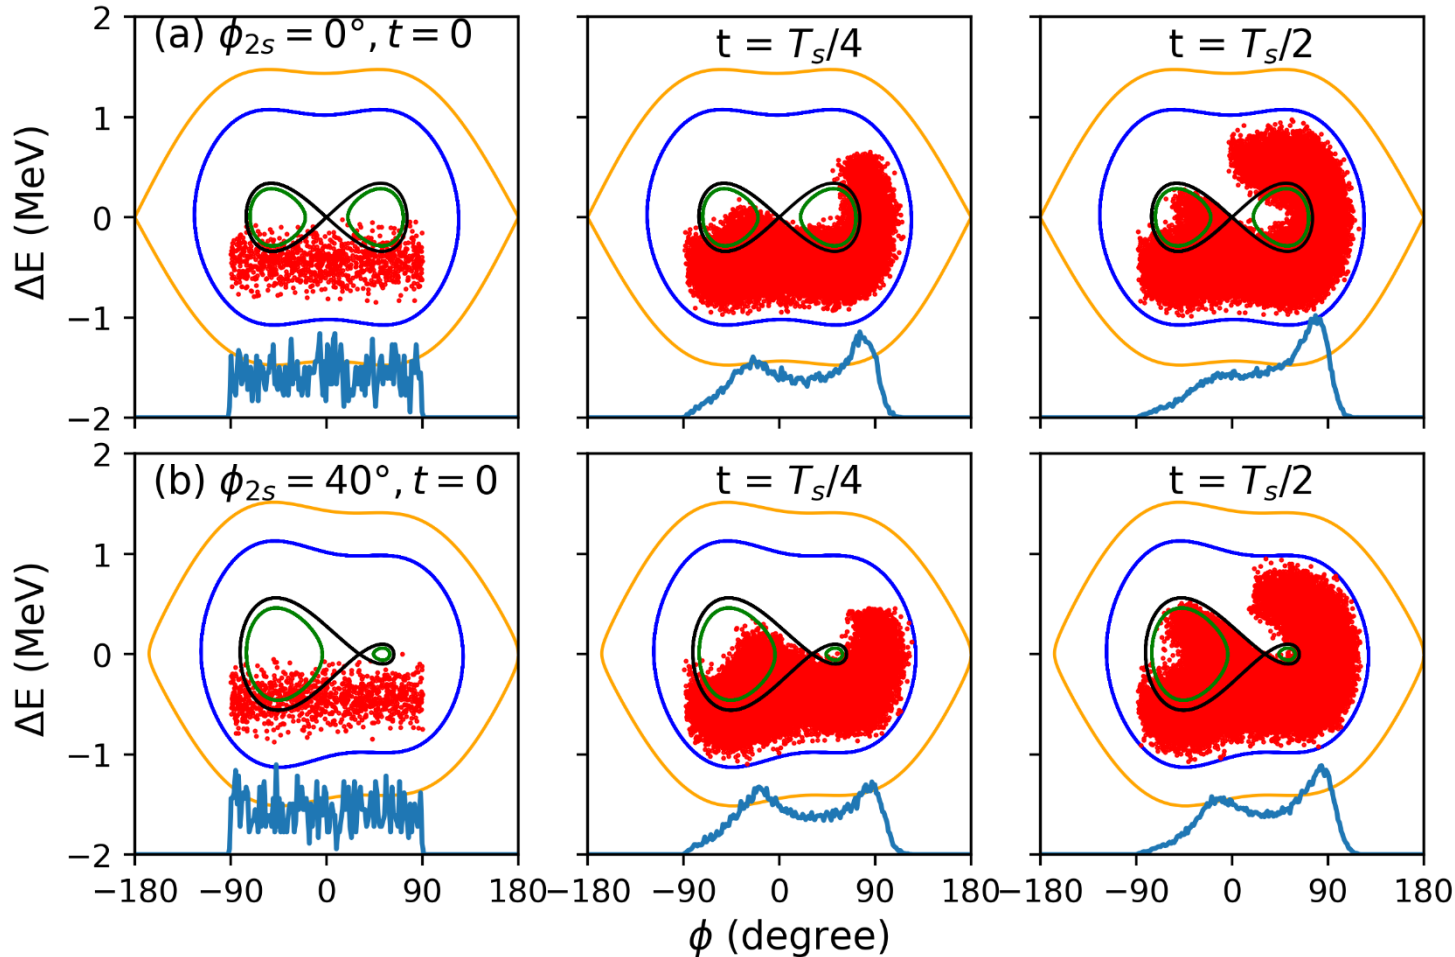 (a) ϕ₂ₛ = 0°, t = 0
t = Tₛ/4
t = Tₛ/2
2
1
0
−1
−2
ΔE (MeV)
(b) ϕ₂ₛ = 40°, t = 0
t = Tₛ/4
t = Tₛ/2
2
1
0
−1
−2
ΔE (MeV)
−180 −90 0 90 180
−180 −90 0 90 180
−180 −90 0 90 180
ϕ (degree)